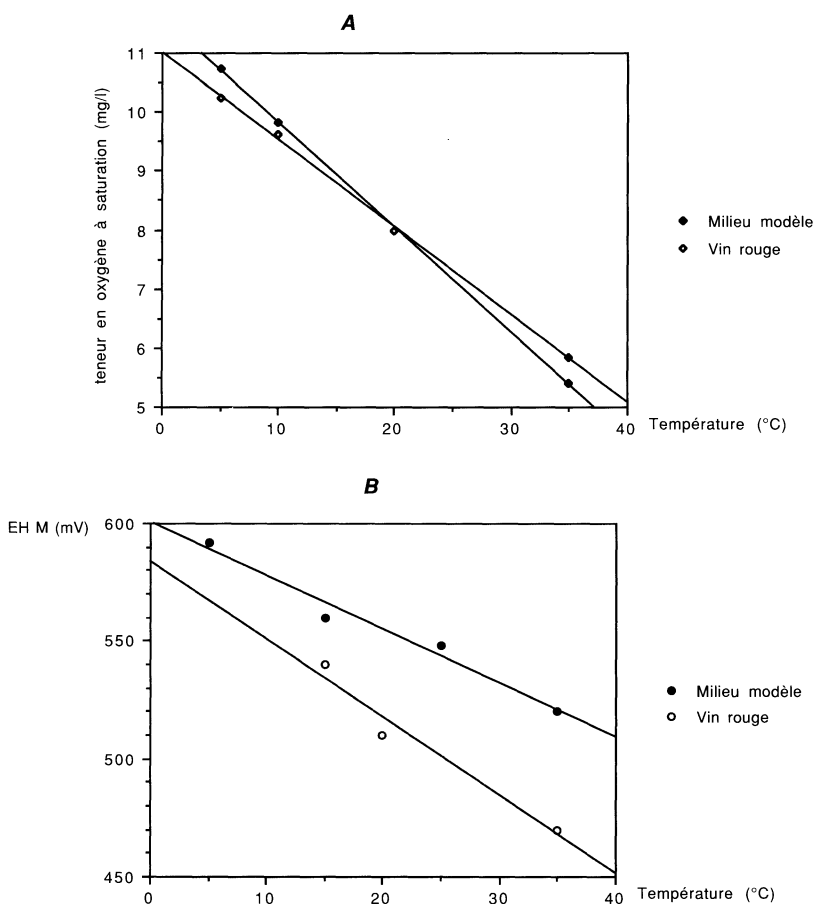 A
teneur en oxygène à saturation (mg/l)
11
10
9
8
7
6
5
0
10
20
30
40
Température (°C)
Milieu modèle
Vin rouge
B
EH M (mV)
600
550
500
450
0
10
20
30
40
Température (°C)
Milieu modèle
Vin rouge